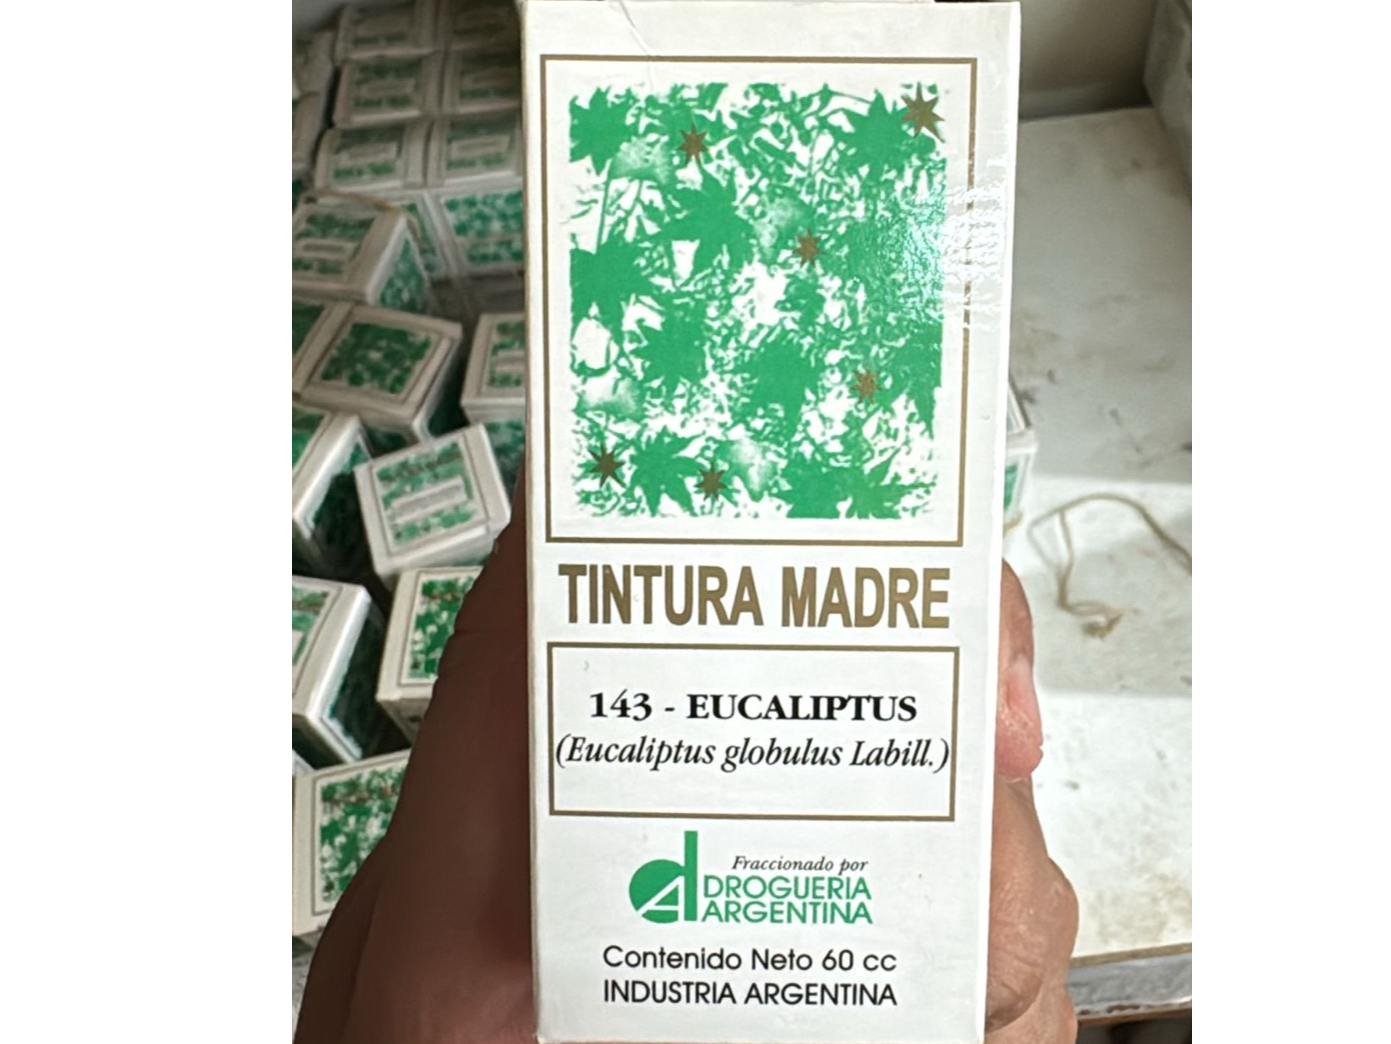 TINTURA MADRE
143 - EUCALIPTUS
(Eucaliptus globulus Labill.)
Fraccionado por
DROGUERIA
ARGENTINA
Contenido Neto 60 cc
INDUSTRIA ARGENTINA